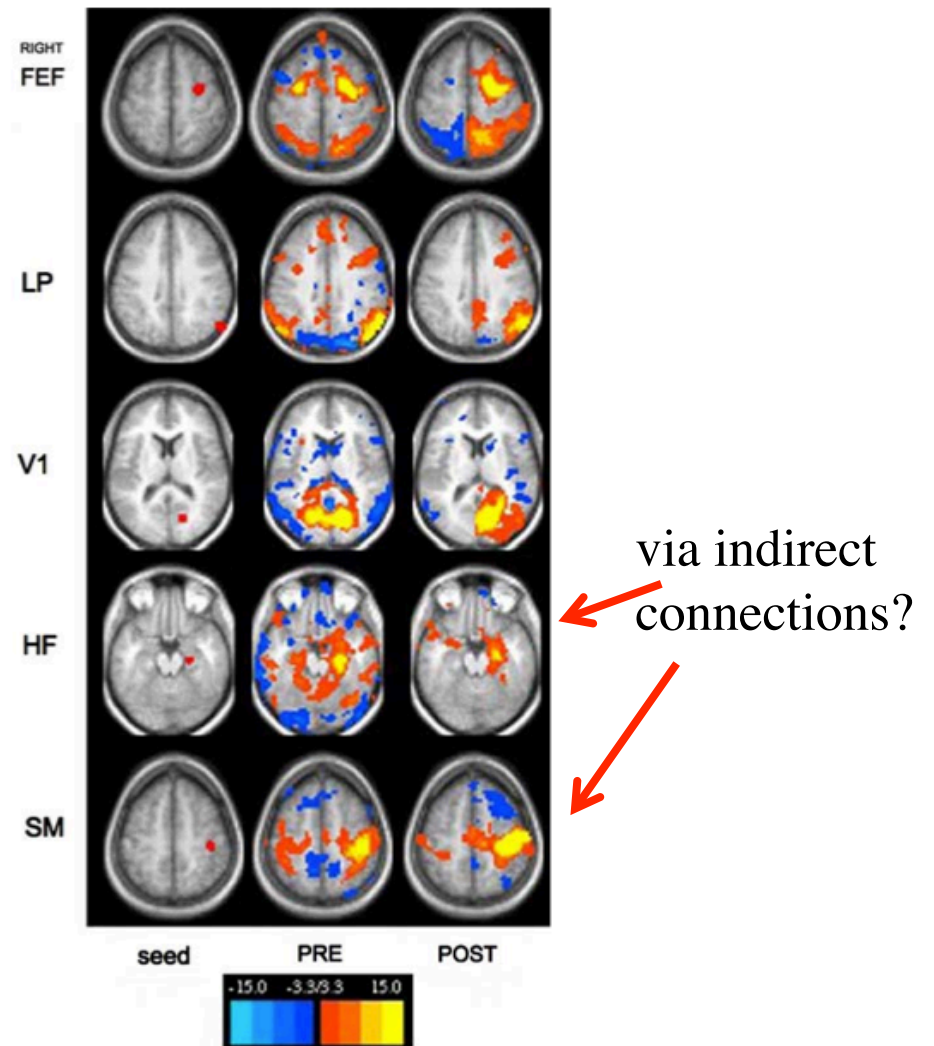 RIGHT
FEF
LP
V1
via indirect
connections?
HF
SM
seed PRE POST
-15.0 -3.3/3.3 15.0